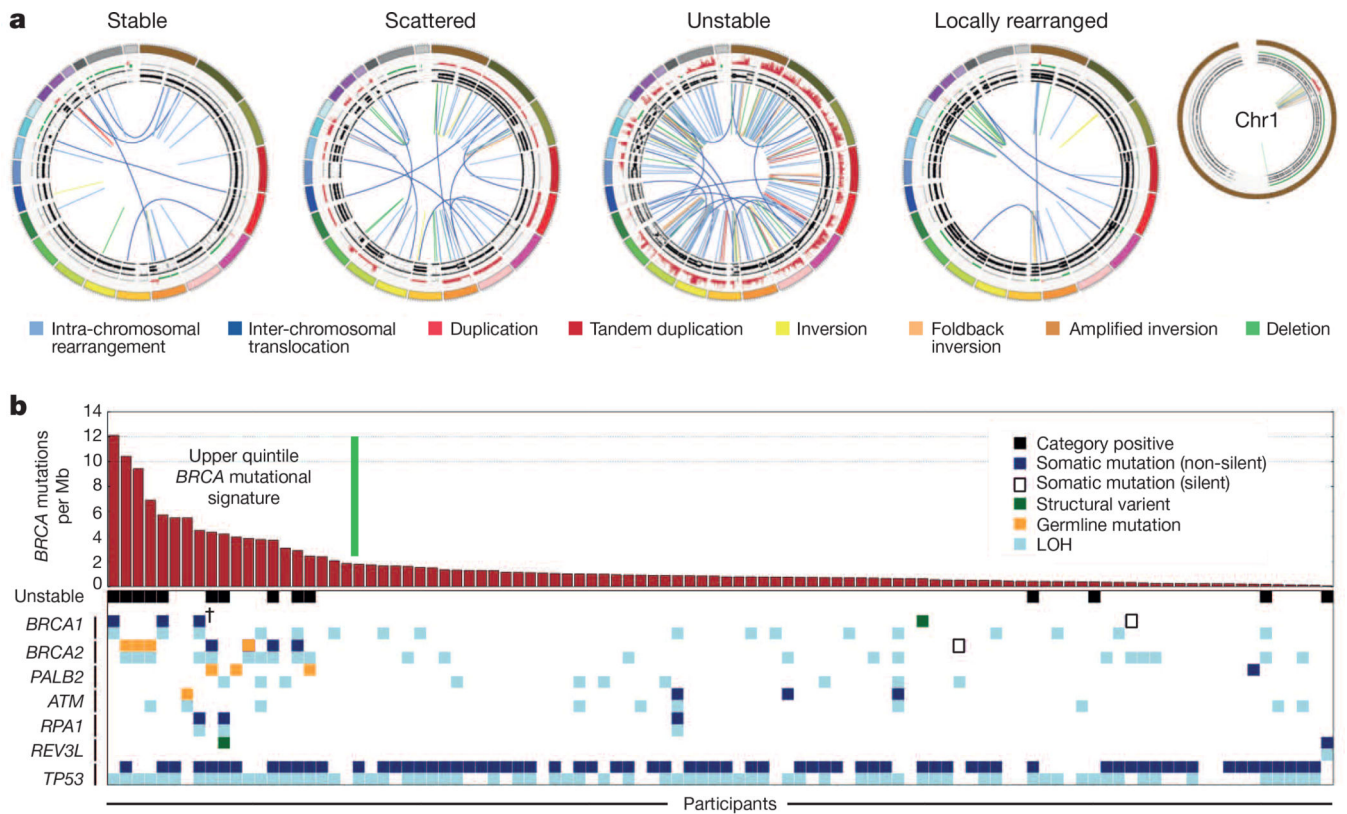 a
Stable
Scattered
Unstable
Locally rearranged
Chr1
Intra-chromosomal
rearrangement
Inter-chromosomal
translocation
Duplication
Tandem duplication
Inversion
Foldback
inversion
Amplified inversion
Deletion
b
BRCA mutations
per Mb
14
12
10
8
6
4
2
0
Upper quintile
BRCA mutational
signature
Category positive
Somatic mutation (non-silent)
Somatic mutation (silent)
Structural varient
Germline mutation
LOH
Unstable
†
BRCA1
BRCA2
PALB2
ATM
RPA1
REV3L
TP53
Participants